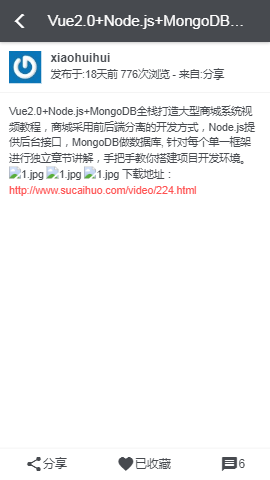 Vue2.0+Node.js+MongoDB...
xiaohuihui
发布于:18天前 776次浏览 - 来自:分享
Vue2.0+Node.js+MongoDB全栈打造大型商城系统视
频教程，商城采用前后端分离的开发方式，Node.js提
供后台接口，MongoDB做数据库, 针对每个单一框架
进行独立章节讲解，手把手教你搭建项目开发环境。
1.jpg 1.jpg 1.jpg 下载地址：
http://www.sucaihuo.com/video/224.html
分享 已收藏 6